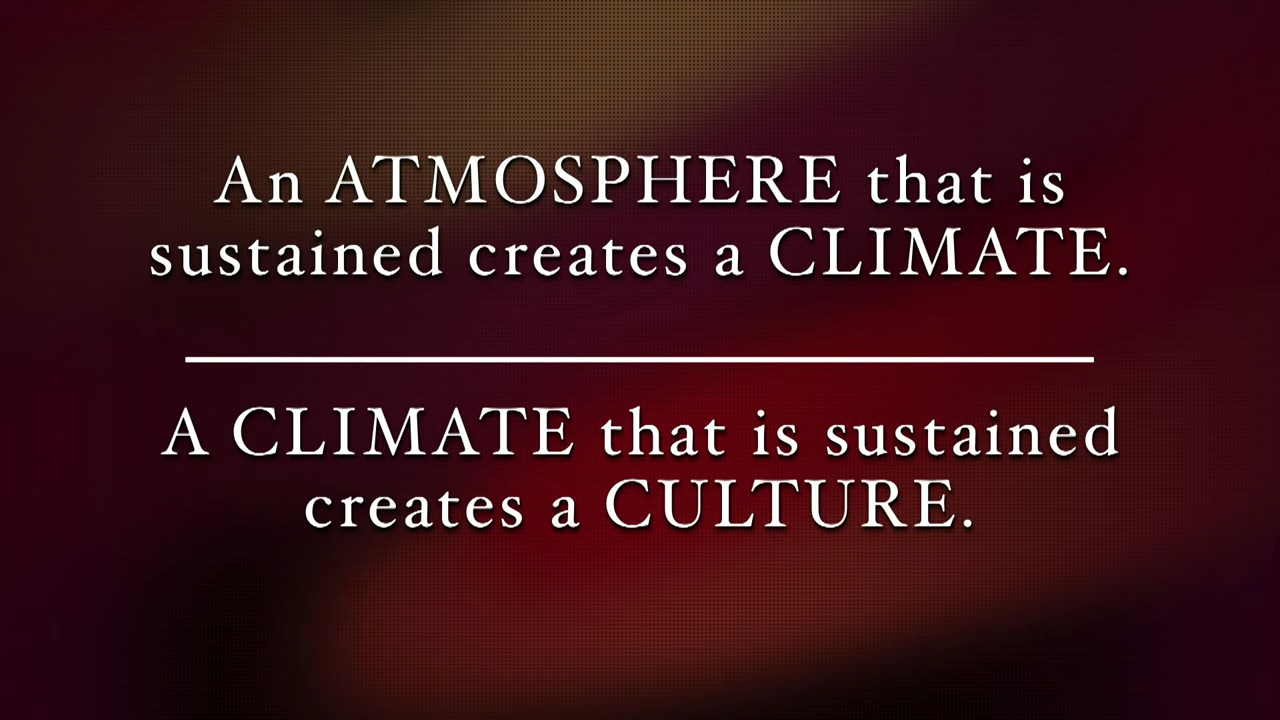 An ATMOSPHERE that is
sustained creates a CLIMATE.
A CLIMATE that is sustained
creates a CULTURE.